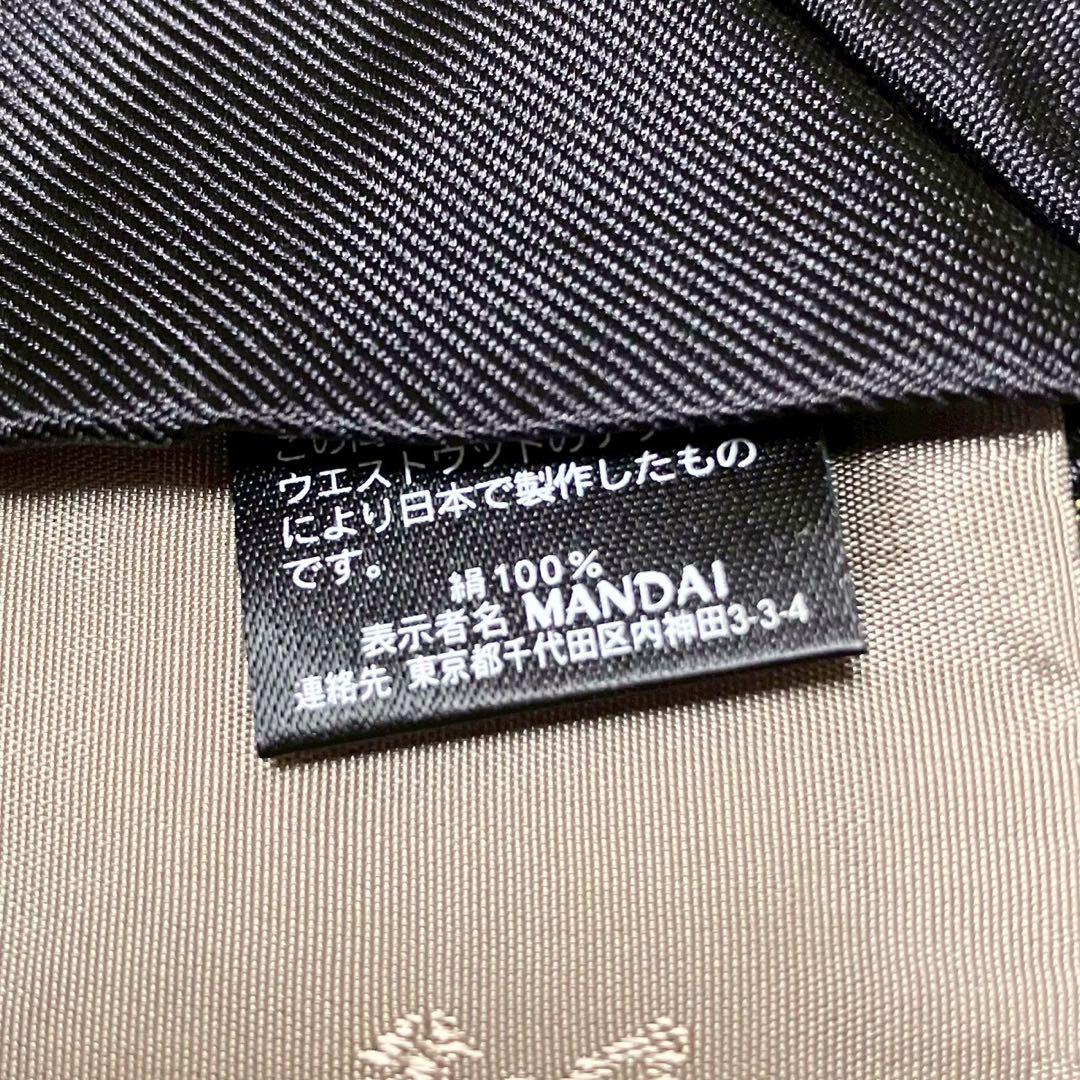 ウエストウッドの
により日本で製作したもの
です。
絹100%
表示者名 MANDAI
連絡先 東京都千代田区内神田3-3-4